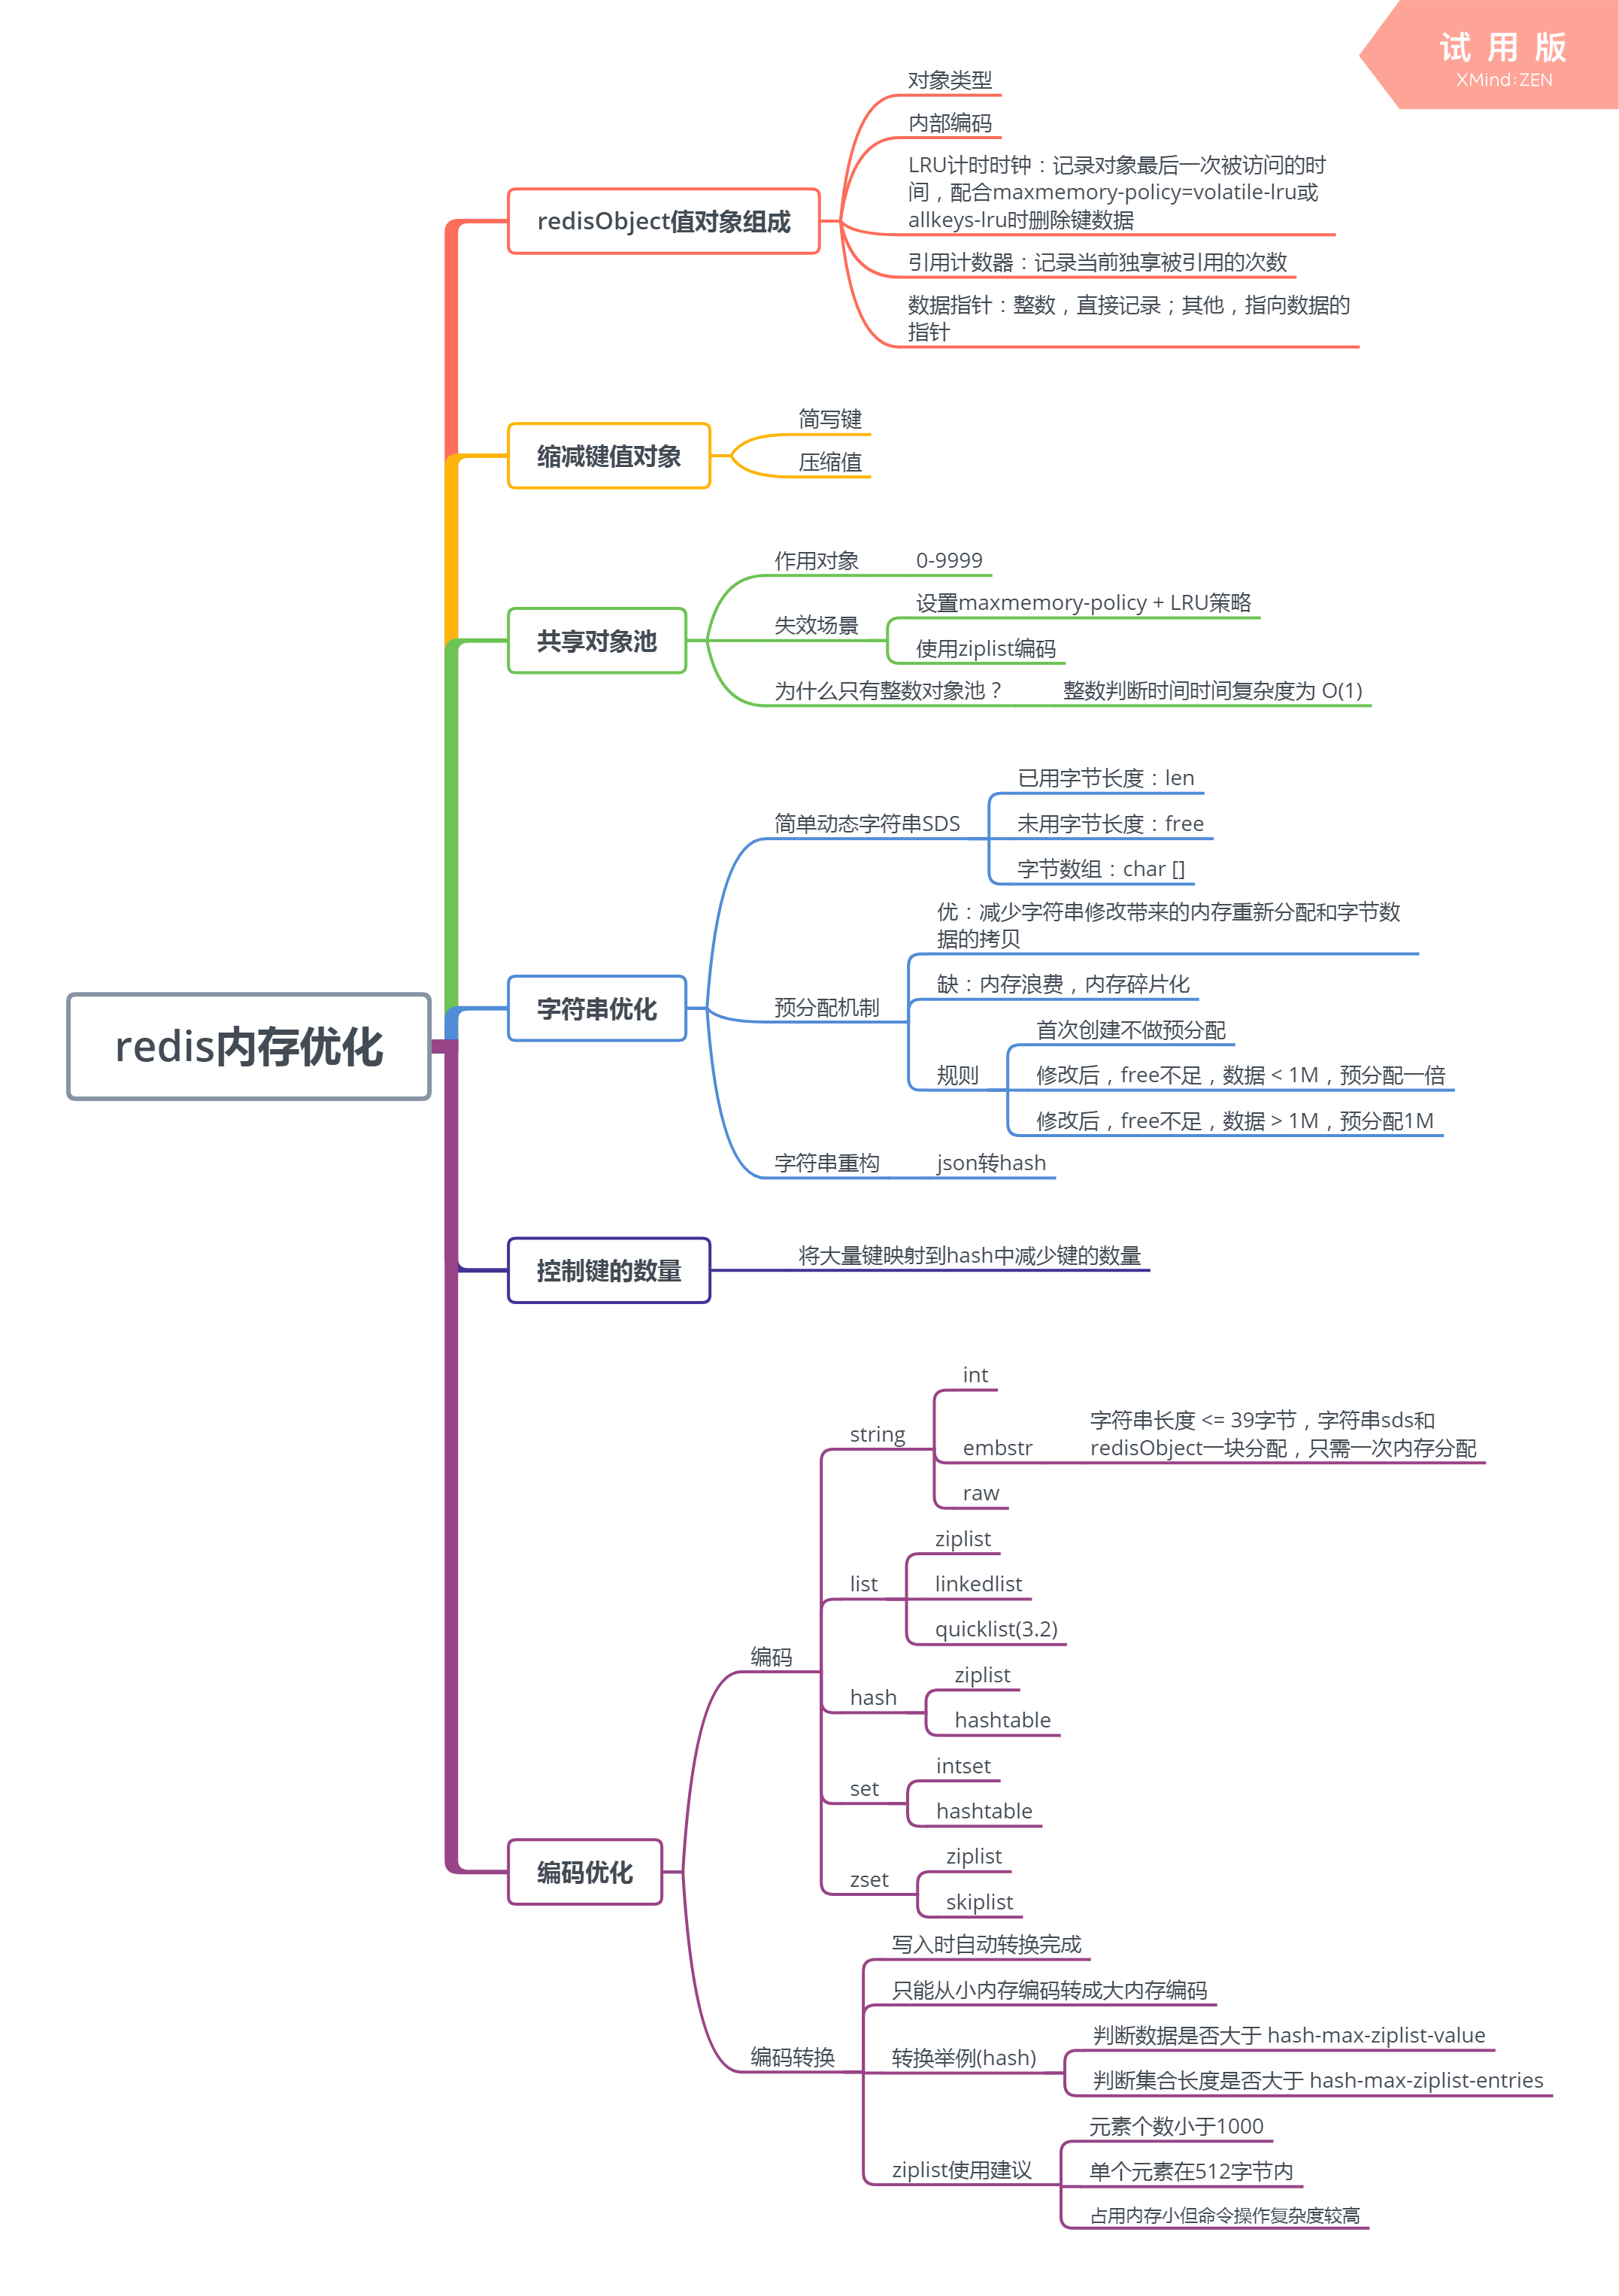 试 用 版
XMind:ZEN
redis内存优化
redisObject值对象组成
对象类型
内部编码
LRU计时时钟：记录对象最后一次被访问的时
间，配合maxmemory-policy=volatile-lru或
allkeys-lru时删除键数据
引用计数器：记录当前独享被引用的次数
数据指针：整数，直接记录；其他，指向数据的
指针
缩减键值对象
简写键
压缩值
共享对象池
作用对象
0-9999
失效场景
设置maxmemory-policy + LRU策略
使用ziplist编码
为什么只有整数对象池？
整数判断时间时间复杂度为 O(1)
字符串优化
简单动态字符串SDS
已用字节长度：len
未用字节长度：free
字节数组：char []
预分配机制
优：减少字符串修改带来的内存重新分配和字节数
据的拷贝
缺：内存浪费，内存碎片化
规则
首次创建不做预分配
修改后，free不足，数据 < 1M，预分配一倍
修改后，free不足，数据 > 1M，预分配1M
字符串重构
json转hash
控制键的数量
将大量键映射到hash中减少键的数量
编码优化
编码
string
int
embstr
字符串长度 <= 39字节，字符串sds和
redisObject一块分配，只需一次内存分配
raw
list
ziplist
linkedlist
quicklist(3.2)
hash
ziplist
hashtable
set
intset
hashtable
zset
ziplist
skiplist
编码转换
写入时自动转换完成
只能从小内存编码转成大内存编码
转换举例(hash)
判断数据是否大于 hash-max-ziplist-value
判断集合长度是否大于 hash-max-ziplist-entries
ziplist使用建议
元素个数小于1000
单个元素在512字节内
占用内存小但命令操作复杂度较高